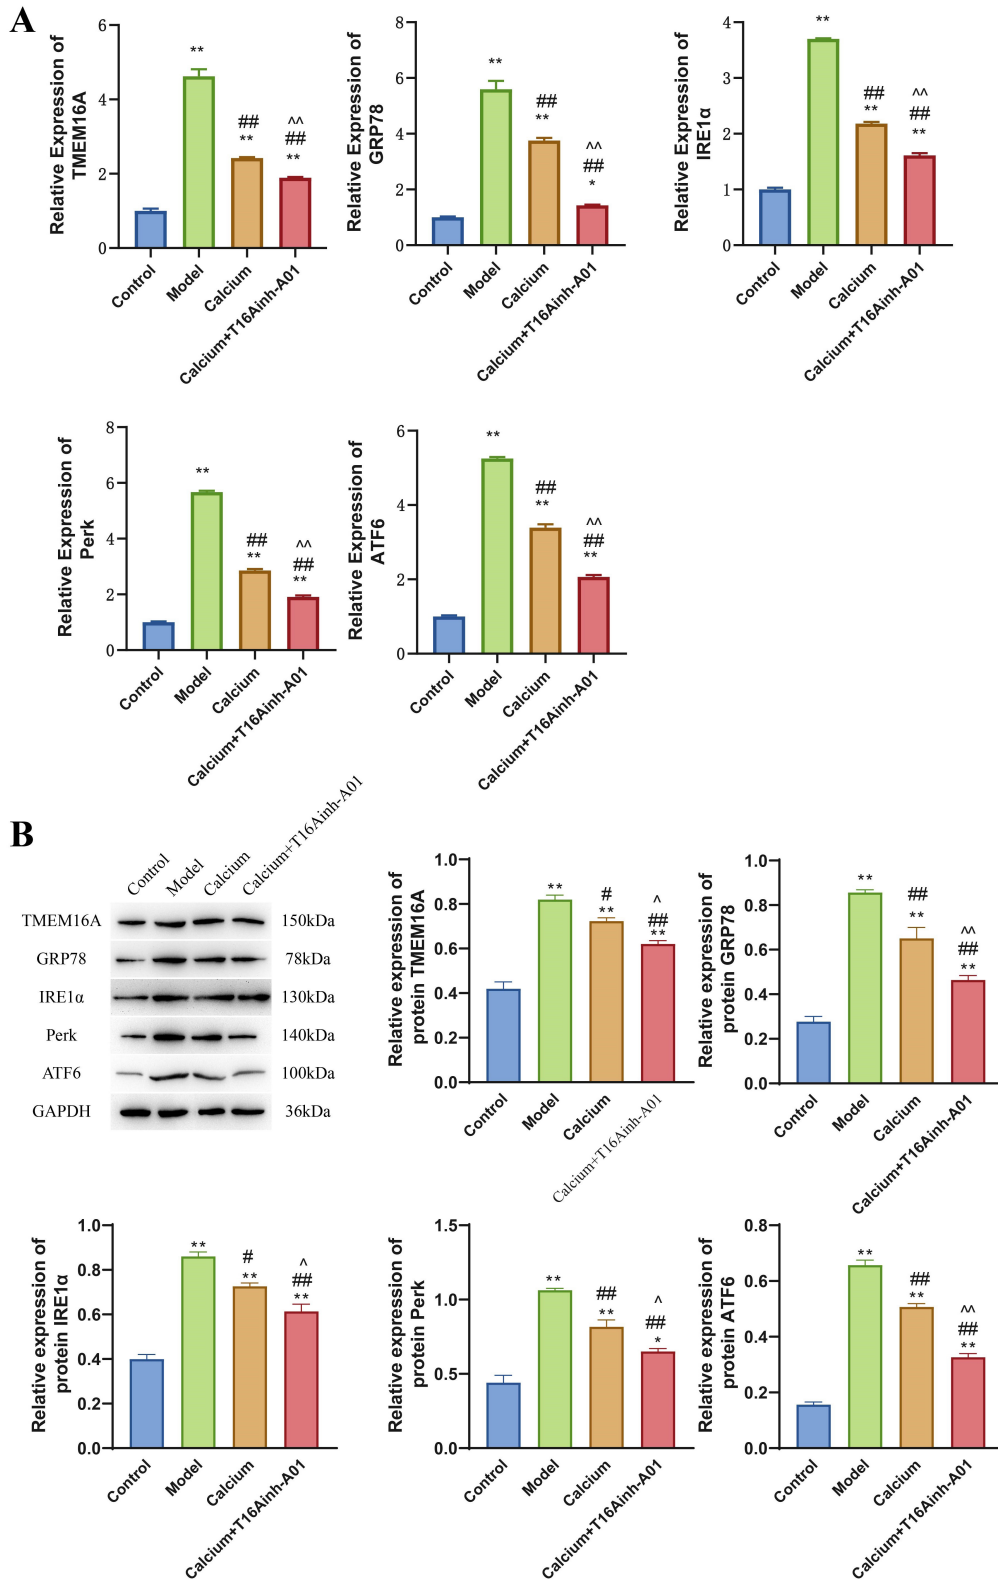 A
Relative Expression of
TMEM16A
6
4
2
0
**
##
**
^^
##
**
Control
Model
Calcium
Calcium+T16Ainh-A01
Relative Expression of
GRP78
8
6
4
2
0
**
##
**
^^
##
*
Control
Model
Calcium
Calcium+T16Ainh-A01
Relative Expression of
IRE1α
4
3
2
1
0
**
##
**
^^
##
**
Control
Model
Calcium
Calcium+T16Ainh-A01
Relative Expression of
Perk
8
6
4
2
0
**
##
**
^^
##
**
Control
Model
Calcium
Calcium+T16Ainh-A01
Relative Expression of
ATF6
6
4
2
0
**
##
**
^^
##
**
Control
Model
Calcium
Calcium+T16Ainh-A01
B
Control
Model
Calcium
Calcium+T16Ainh-A01
TMEM16A 150kDa
GRP78 78kDa
IRE1α 130kDa
Perk 140kDa
ATF6 100kDa
GAPDH 36kDa
Relative expression of
protein TMEM16A
1.0
0.8
0.6
0.4
0.2
0.0
**
#
**
^
##
**
Control
Model
Calcium
Calcium+T16Ainh-A01
Relative expression of
protein GRP78
1.0
0.8
0.6
0.4
0.2
0.0
**
##
**
^^
##
**
Control
Model
Calcium
Calcium+T16Ainh-A01
Relative expression of
protein IRE1α
1.0
0.8
0.6
0.4
0.2
0.0
**
#
**
^
##
**
Control
Model
Calcium
Calcium+T16Ainh-A01
Relative expression of
protein Perk
1.5
1.0
0.5
0.0
**
##
**
^
##
*
Control
Model
Calcium
Calcium+T16Ainh-A01
Relative expression of
protein ATF6
0.8
0.6
0.4
0.2
0.0
**
##
**
^^
##
**
Control
Model
Calcium
Calcium+T16Ainh-A01